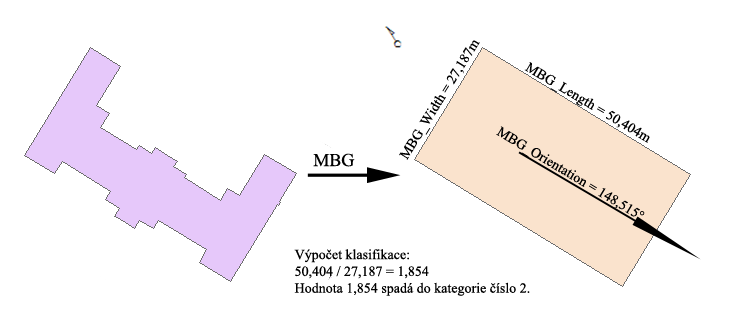 MBG_Width = 27,187m
MBG_Length = 50,404m
MBG_Orientation = 148,515°
MBG
Výpočet klasifikace:
50,404 / 27,187 = 1,854
Hodnota 1,854 spadá do kategorie číslo 2.